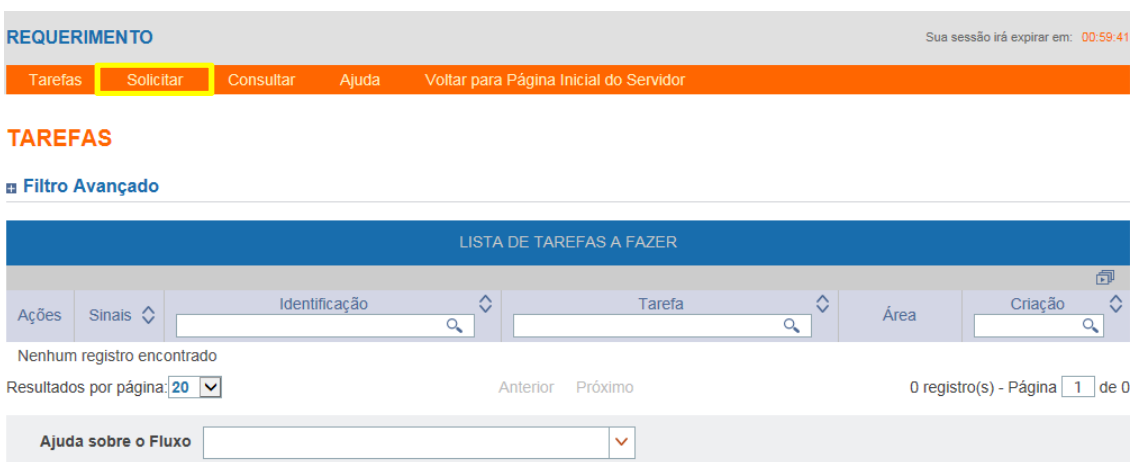 REQUERIMENTO Sua sessão irá expirar em: 00:59:41
Tarefas Solicitar Consultar Ajuda Voltar para Página Inicial do Servidor
TAREFAS
Filtro Avançado
LISTA DE TAREFAS A FAZER
Ações Sinais Identificação Tarefa Área Criação
Nenhum registro encontrado
Resultados por página: 20 Anterior Próximo 0 registro(s) - Página 1 de 0
Ajuda sobre o Fluxo